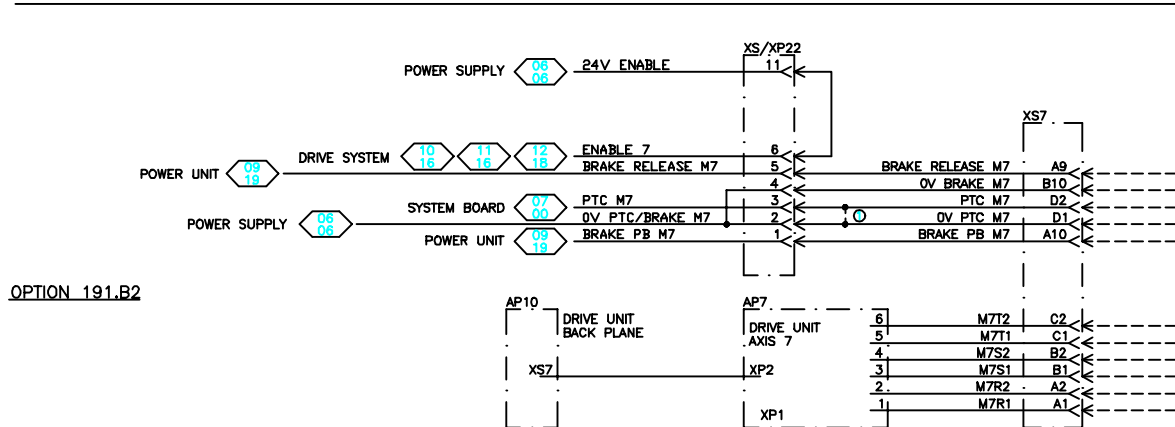 XS/XP22
POWER SUPPLY 06 06 24V ENABLE 11
XS7
DRIVE SYSTEM 10 16 11 16 12 18 ENABLE 7 6
POWER UNIT 09 19 BRAKE RELEASE M7 5 BRAKE RELEASE M7 A9
4 0V BRAKE M7 B10
SYSTEM BOARD 07 00 PTC M7 3 PTC M7 D2
POWER SUPPLY 06 06 0V PTC/BRAKE M7 2 1 0V PTC M7 D1
POWER UNIT 09 19 BRAKE PB M7 1 BRAKE PB M7 A10
OPTION 191.B2
AP10 AP7
DRIVE UNIT
BACK PLANE
XS7
DRIVE UNIT
AXIS 7
XP2
XP1
6 M7T2 C2
5 M7T1 C1
4 M7S2 B2
3 M7S1 B1
2 M7R2 A2
1 M7R1 A1